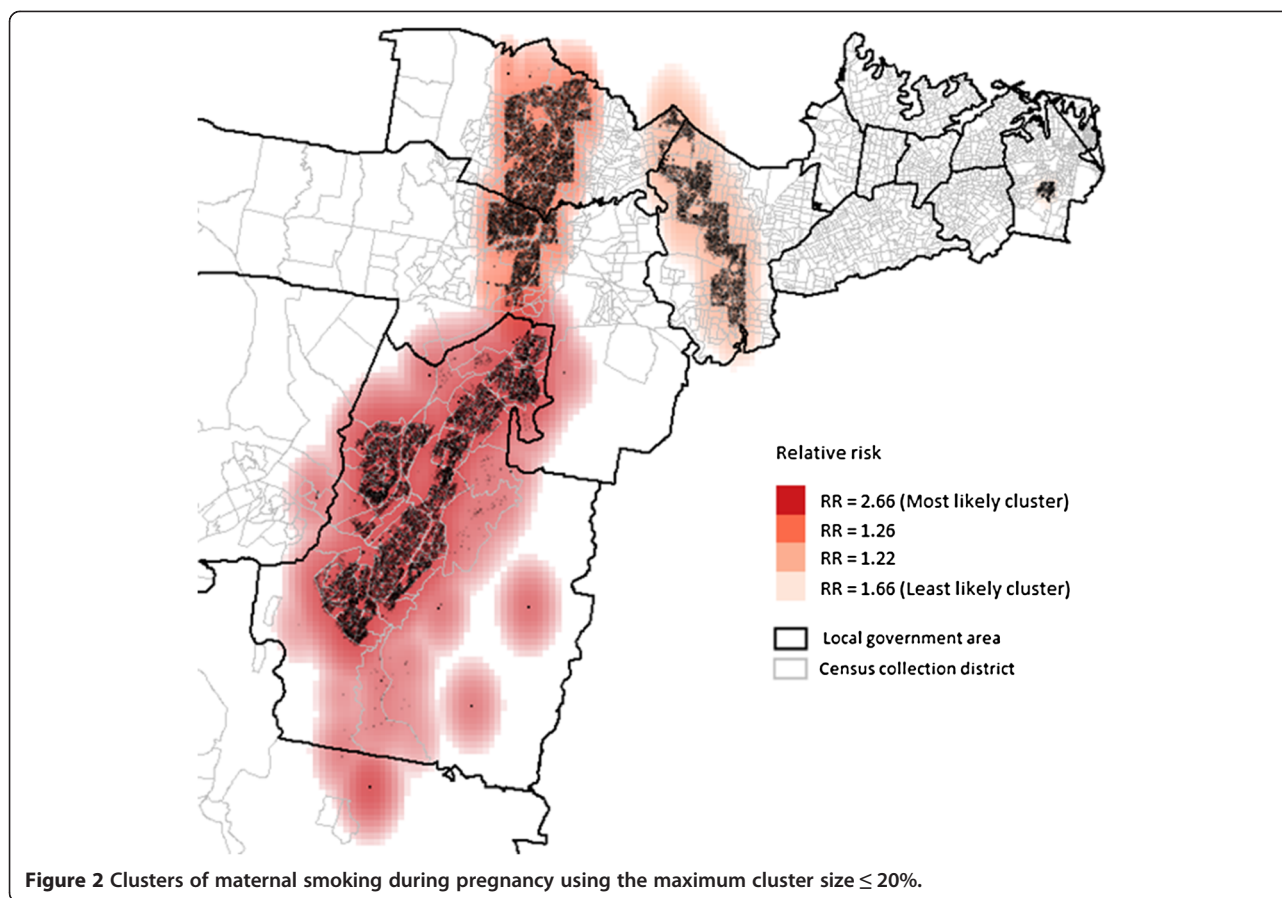 Relative risk
RR = 2.66 (Most likely cluster)
RR = 1.26
RR = 1.22
RR = 1.66 (Least likely cluster)
Local government area
Census collection district
Figure 2 Clusters of maternal smoking during pregnancy using the maximum cluster size ≤ 20%.